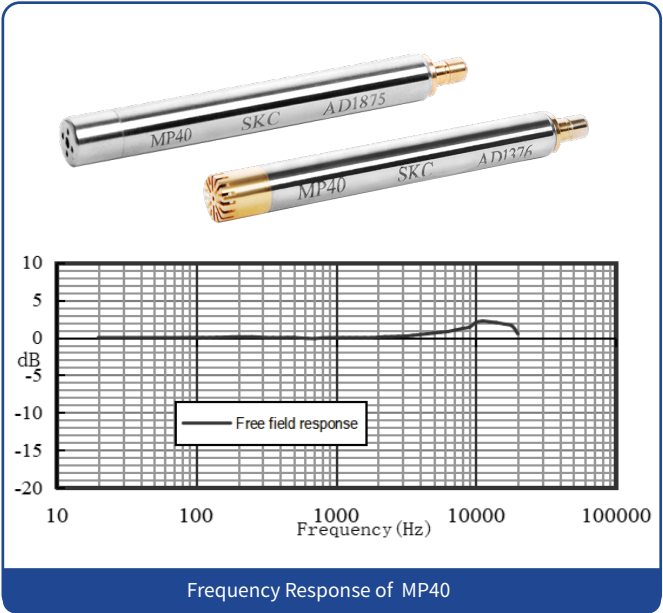 MP40 SKC AD1875
MP40 SKC AD1376
10
5
0
dB
-5
-10
-15
-20
Free field response
10 100 1000 10000 100000
Frequency(Hz)
Frequency Response of MP40